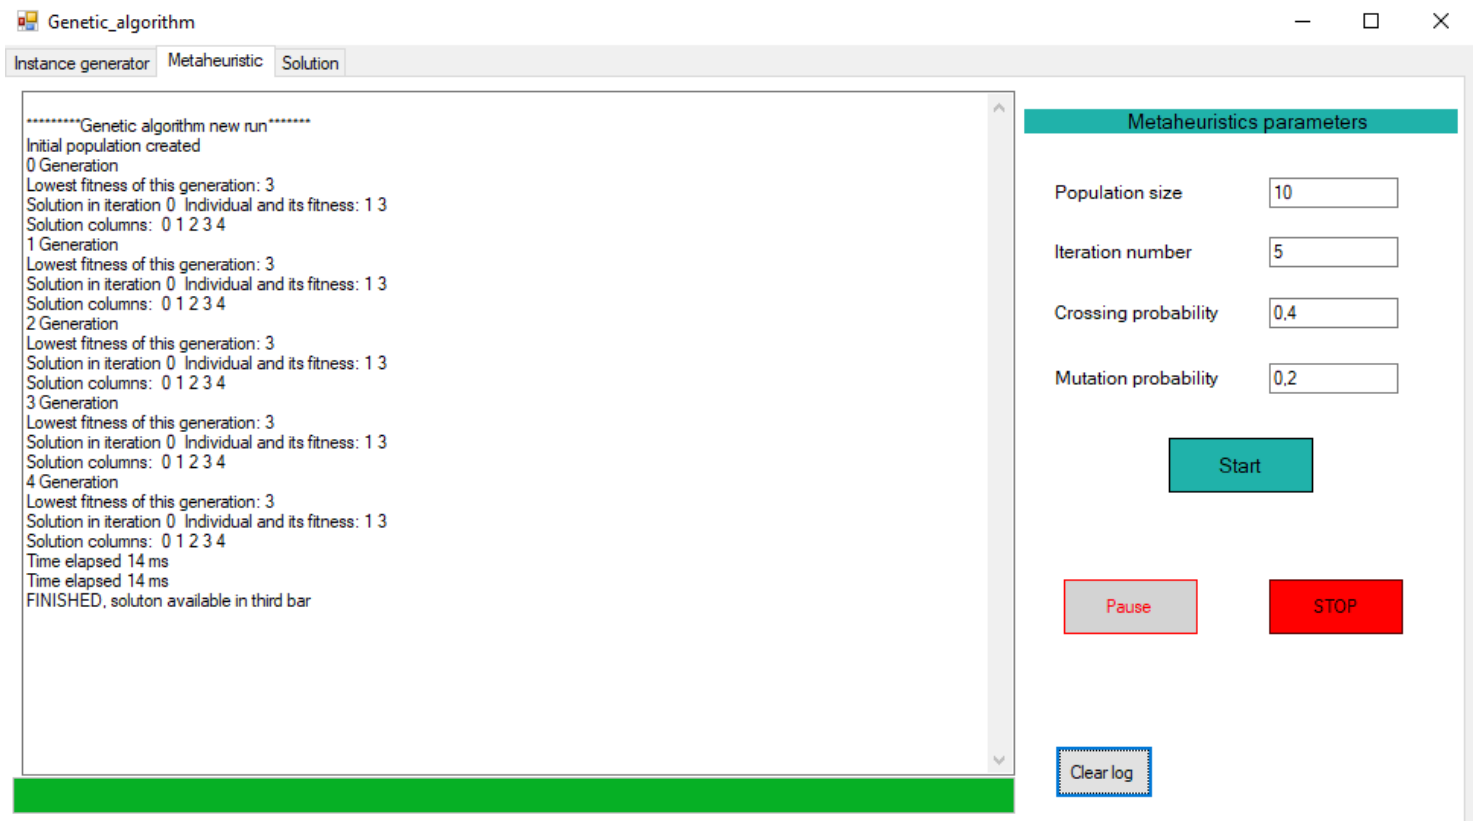 Genetic_algorithm
Instance generator
Metaheuristic
Solution
*********Genetic algorithm new run*******
Initial population created
0 Generation
Lowest fitness of this generation: 3
Solution in iteration 0  Individual and its fitness: 1 3
Solution columns:  0 1 2 3 4
1 Generation
Lowest fitness of this generation: 3
Solution in iteration 0  Individual and its fitness: 1 3
Solution columns:  0 1 2 3 4
2 Generation
Lowest fitness of this generation: 3
Solution in iteration 0  Individual and its fitness: 1 3
Solution columns:  0 1 2 3 4
3 Generation
Lowest fitness of this generation: 3
Solution in iteration 0  Individual and its fitness: 1 3
Solution columns:  0 1 2 3 4
4 Generation
Lowest fitness of this generation: 3
Solution in iteration 0  Individual and its fitness: 1 3
Solution columns:  0 1 2 3 4
Time elapsed 14 ms
Time elapsed 14 ms
FINISHED, soluton available in third bar
Metaheuristics parameters
Population size 10
Iteration number 5
Crossing probability 0,4
Mutation probability 0,2
Start
Pause
STOP
Clear log